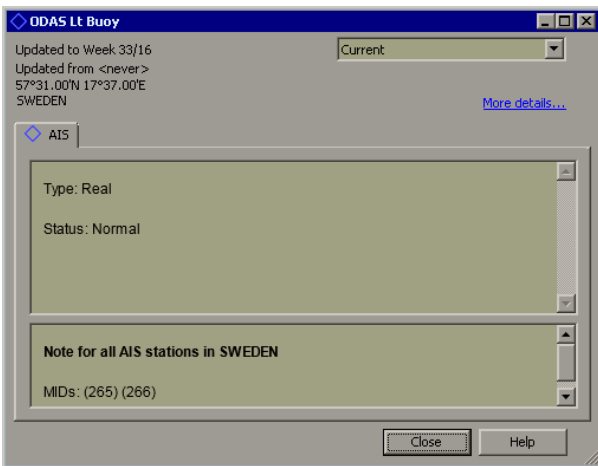 ODAS Lt Buoy
Updated to Week 33/16
Current
Updated from <never>
57°31.00'N 17°37.00'E
SWEDEN
More details...
AIS
Type: Real
Status: Normal
Note for all AIS stations in SWEDEN
MIDs: (265) (266)
Close
Help